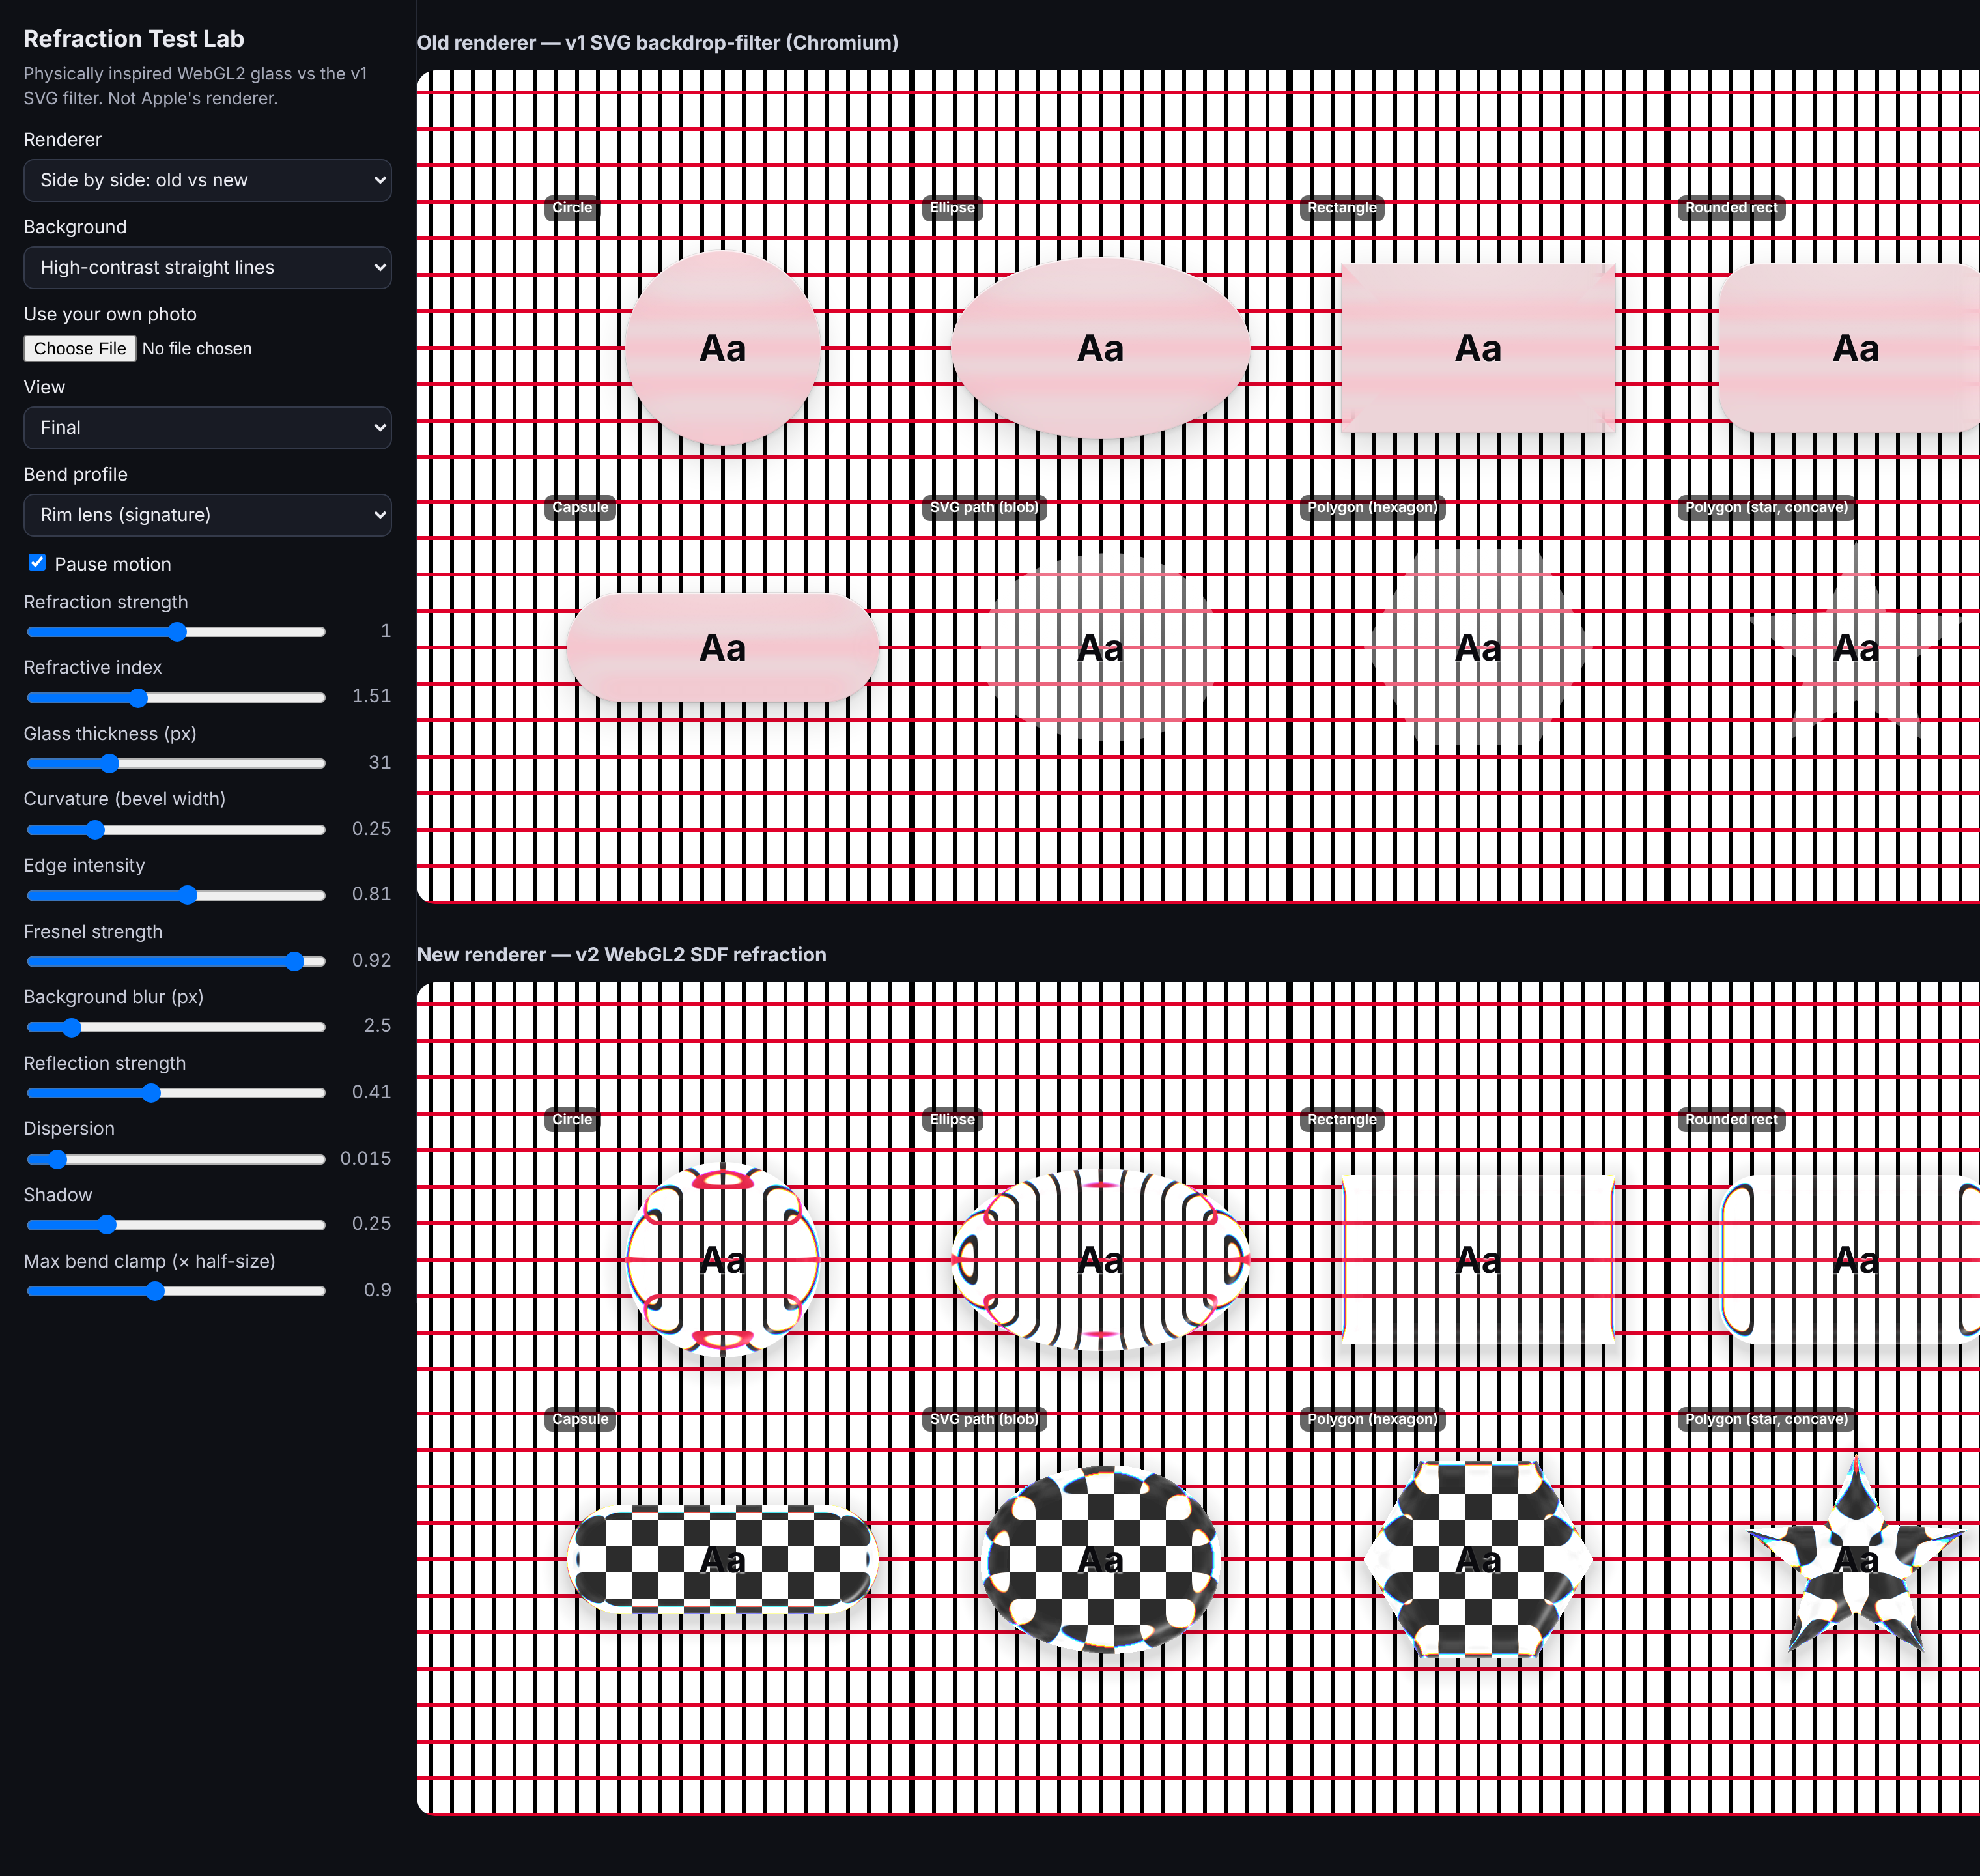 Refraction Test Lab
Physically inspired WebGL2 glass vs the v1
SVG filter. Not Apple's renderer.
Renderer
Side by side: old vs new
Background
High-contrast straight lines
Use your own photo
Choose File No file chosen
View
Final
Bend profile
Rim lens (signature)
Pause motion
Refraction strength
1
Refractive index
1.51
Glass thickness (px)
31
Curvature (bevel width)
0.25
Edge intensity
0.81
Fresnel strength
0.92
Background blur (px)
2.5
Reflection strength
0.41
Dispersion
0.015
Shadow
0.25
Max bend clamp (× half-size)
0.9
Old renderer — v1 SVG backdrop-filter (Chromium)
Circle
Ellipse
Rectangle
Rounded rect
Aa
Aa
Aa
Aa
Capsule
SVG path (blob)
Polygon (hexagon)
Polygon (star, concave)
Aa
Aa
Aa
Aa
New renderer — v2 WebGL2 SDF refraction
Circle
Ellipse
Rectangle
Rounded rect
Aa
Aa
Aa
Aa
Capsule
SVG path (blob)
Polygon (hexagon)
Polygon (star, concave)
Aa
Aa
Aa
Aa